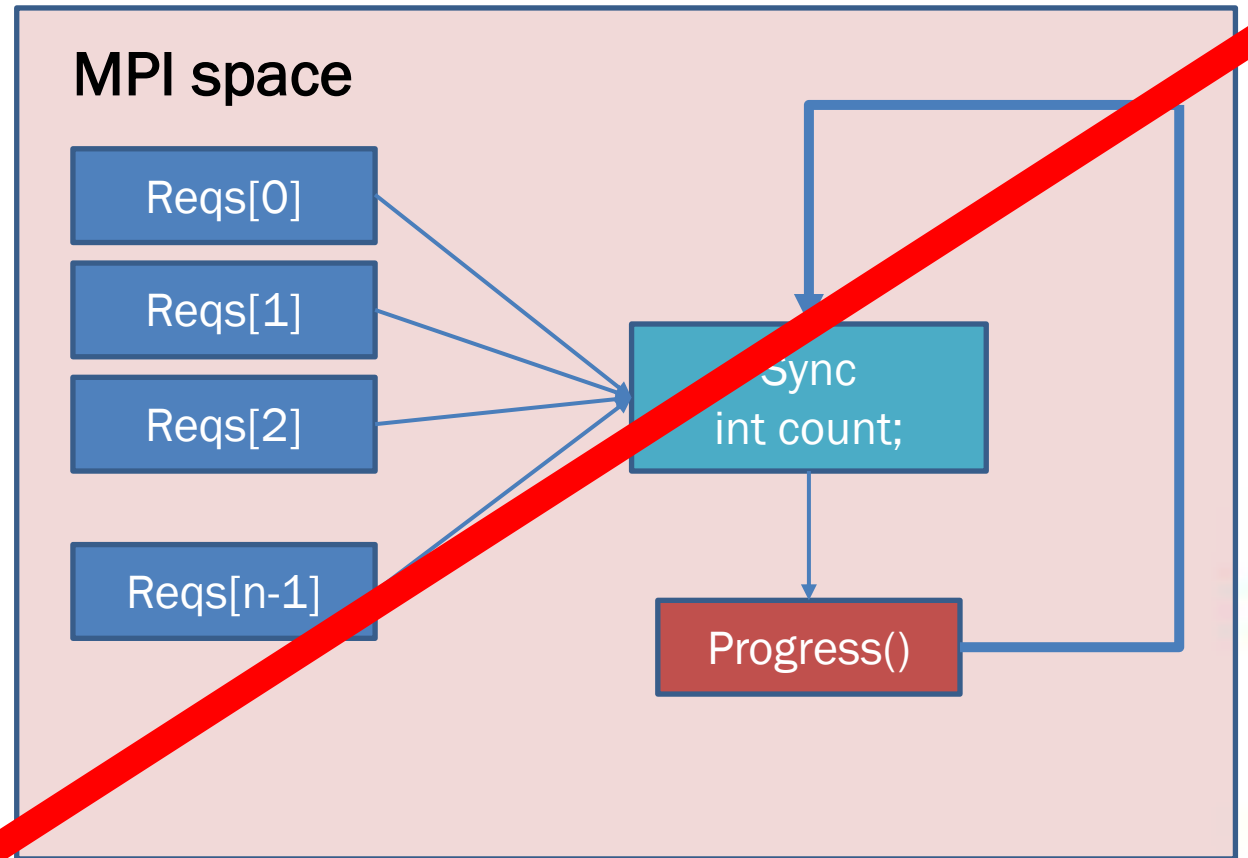 MPI space
Reqs[0]
Reqs[1]
Reqs[2]
Reqs[n-1]
Sync
int count;
Progress()